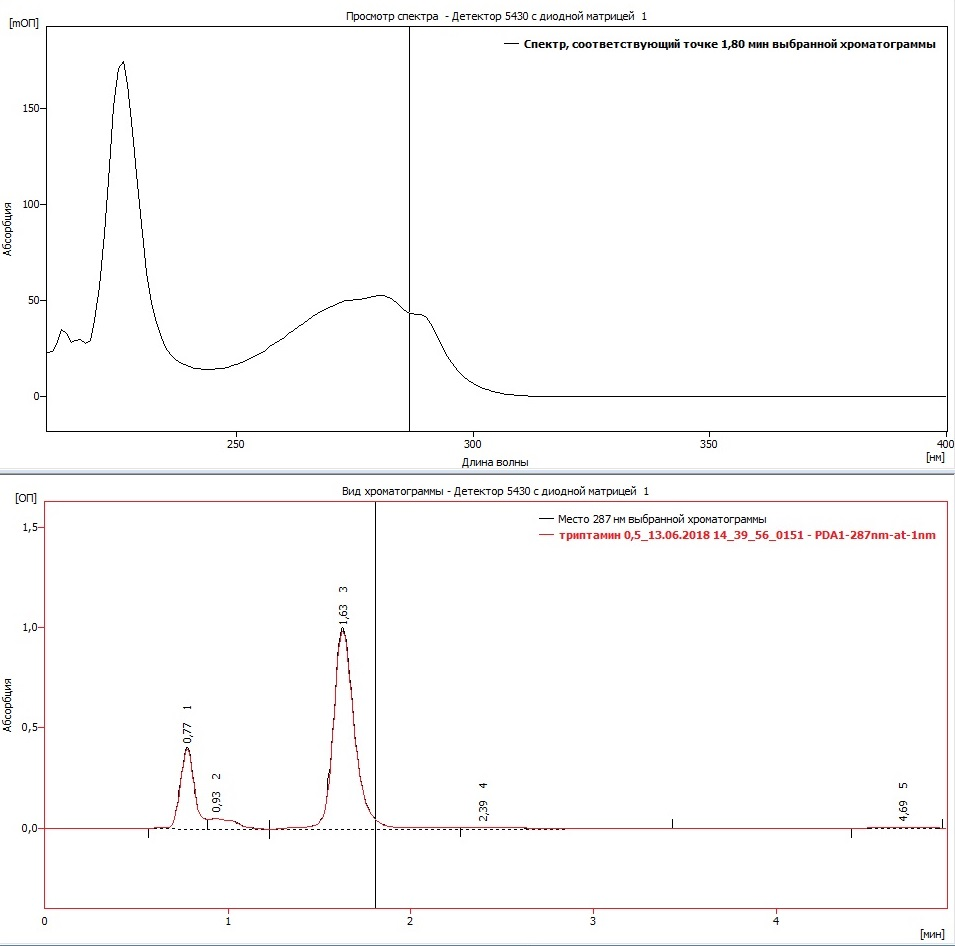 Просмотр спектра - Детектор 5430 с диодной матрицей 1
[mОП]
Спектр, соответствующий точке 1,80 мин выбранной хроматограммы
150
100
50
0
Абсорбция
250
300
350
400
[нм]
Длина волны
Вид хроматограммы - Детектор 5430 с диодной матрицей 1
[ОП]
Место 287 нм выбранной хроматограммы
триптамин 0,5_13.06.2018 14_39_56_0151 - PDA1-287nm-at-1nm
1,5
1,0
0,5
0,0
Абсорбция
0,77 1
0,93 2
1,63 3
2,39 4
4,69 5
0
1
2
3
4
[мин]